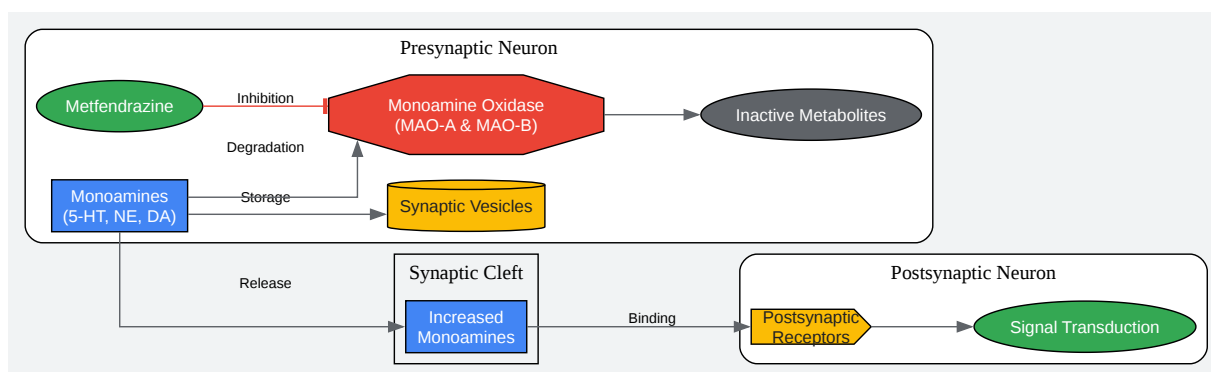 Presynaptic Neuron
Metfendrazine
Inhibition
Monoamine Oxidase
(MAO-A & MAO-B)
Inactive Metabolites
Degradation
Monoamines
(5-HT, NE, DA)
Storage
Synaptic Vesicles
Release
Synaptic Cleft
Increased
Monoamines
Binding
Postsynaptic Neuron
Postsynaptic
Receptors
Signal Transduction